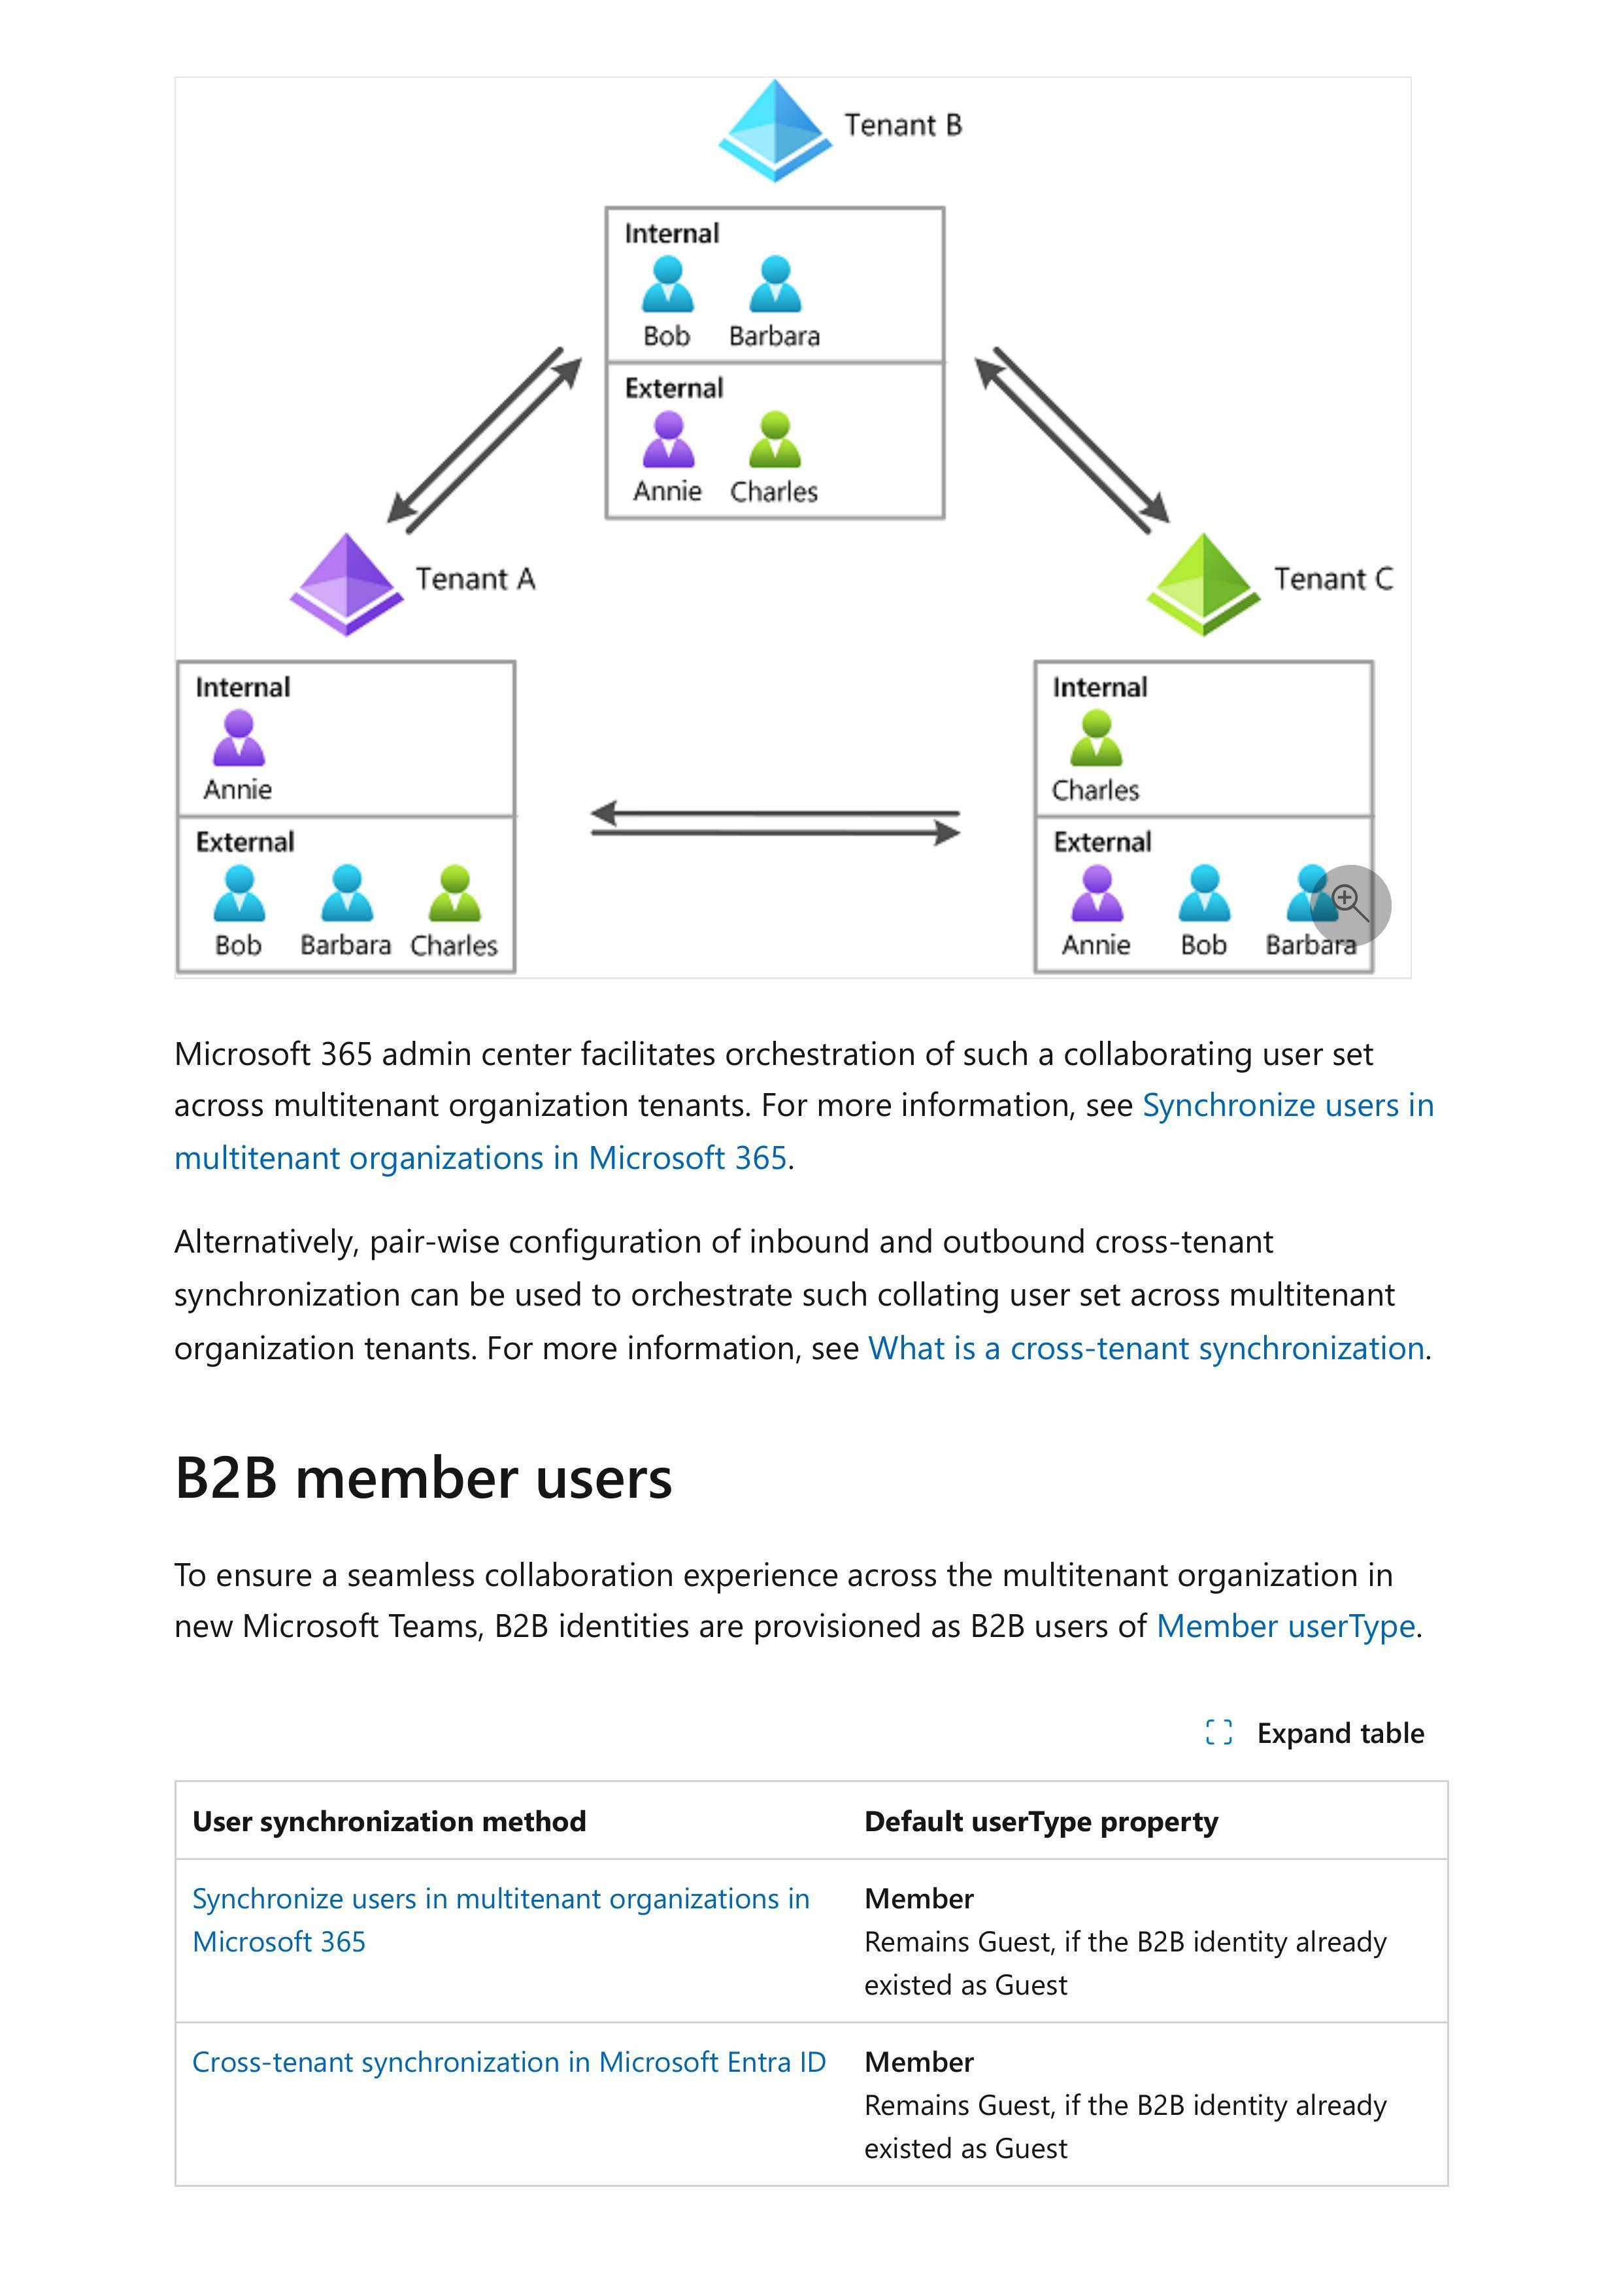 Tenant B
Internal
Bob Barbara
External
Annie Charles
Tenant A
Internal
Annie
External
Bob Barbara Charles
Tenant C
Internal
Charles
External
Annie Bob Barbara
Microsoft 365 admin center facilitates orchestration of such a collaborating user set
across multitenant organization tenants. For more information, see Synchronize users in
multitenant organizations in Microsoft 365.
Alternatively, pair-wise configuration of inbound and outbound cross-tenant
synchronization can be used to orchestrate such collating user set across multitenant
organization tenants. For more information, see What is a cross-tenant synchronization.
B2B member users
To ensure a seamless collaboration experience across the multitenant organization in
new Microsoft Teams, B2B identities are provisioned as B2B users of Member userType.
Expand table
User synchronization method Default userType property
Synchronize users in multitenant organizations in
Microsoft 365
Member
Remains Guest, if the B2B identity already
existed as Guest
Cross-tenant synchronization in Microsoft Entra ID
Member
Remains Guest, if the B2B identity already
existed as Guest